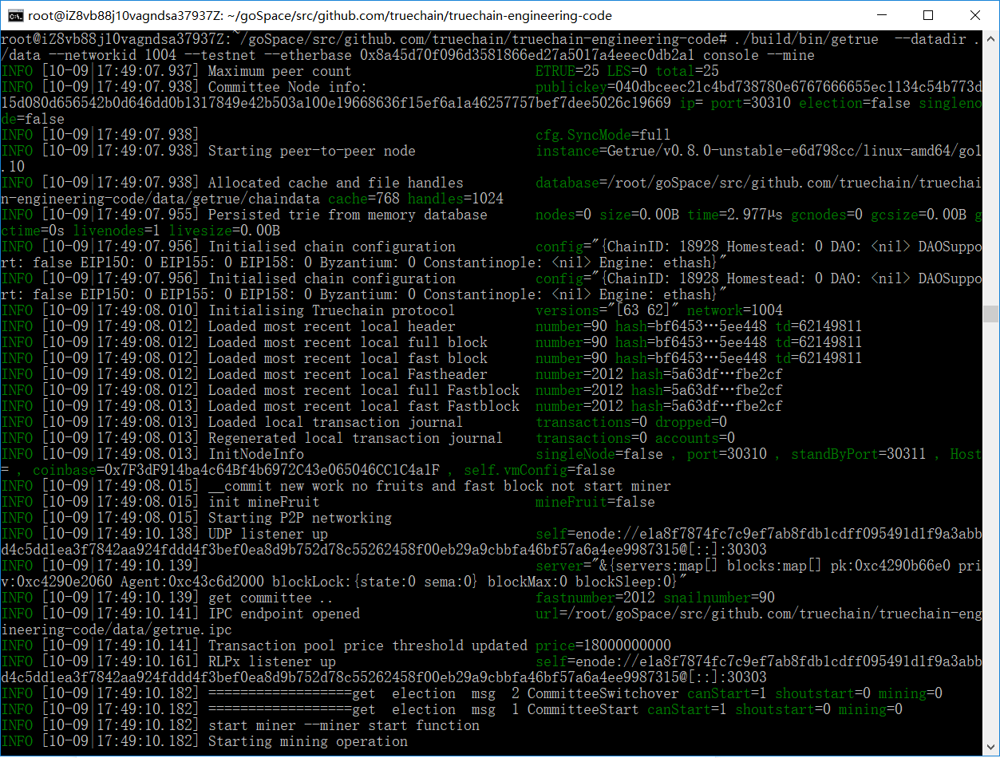 root@iZ8vb88j10vagndsa37937Z: ~/goSpace/src/github.com/truechain/truechain-engineering-code
root@iZ8vb88j10vagndsa37937Z:~/goSpace/src/github.com/truechain/truechain-engineering-code# ./build/bin/getrue  --datadir .
/data --networkid 1004 --testnet --etherbase 0x8a45d70f096d3581866ed27a5017a4eeec0db2a1 console --mine
INFO [10-09|17:49:07.937] Maximum peer count                       ETRUE=25 LES=0 total=25
INFO [10-09|17:49:07.938] Committee Node info:                     publickey=040dbceec21c4bd738780e6767666655ec1134c54b773d
15d080d656542b0d646dd0b1317849e42b503a100e19668636f15ef6a1a46257757bef7dee5026c19669 ip= port=30310 election=false singleno
de=false
INFO [10-09|17:49:07.938]                                          cfg.SyncMode=full
INFO [10-09|17:49:07.938] Starting peer-to-peer node               instance=Getrue/v0.8.0-unstable-e6d798cc/linux-amd64/go1
.10
INFO [10-09|17:49:07.938] Allocated cache and file handles         database=/root/goSpace/src/github.com/truechain/truechai
n-engineering-code/data/getrue/chaindata cache=768 handles=1024
INFO [10-09|17:49:07.955] Persisted trie from memory database      nodes=0 size=0.00B time=2.977µs gcnodes=0 gcsize=0.00B g
ctime=0s livenodes=1 livesize=0.00B
INFO [10-09|17:49:07.956] Initialised chain configuration          config="{ChainID: 18928 Homestead: 0 DAO: <nil> DAOSuppo
rt: false EIP150: 0 EIP155: 0 EIP158: 0 Byzantium: 0 Constantinople: <nil> Engine: ethash}"
INFO [10-09|17:49:07.956] Initialised chain configuration          config="{ChainID: 18928 Homestead: 0 DAO: <nil> DAOSuppo
rt: false EIP150: 0 EIP155: 0 EIP158: 0 Byzantium: 0 Constantinople: <nil> Engine: ethash}"
INFO [10-09|17:49:08.010] Initialising Truechain protocol          versions="[63 62]" network=1004
INFO [10-09|17:49:08.012] Loaded most recent local header          number=90 hash=bf6453…5ee448 td=62149811
INFO [10-09|17:49:08.012] Loaded most recent local full block      number=90 hash=bf6453…5ee448 td=62149811
INFO [10-09|17:49:08.012] Loaded most recent local fast block      number=90 hash=bf6453…5ee448 td=62149811
INFO [10-09|17:49:08.012] Loaded most recent local Fastheader      number=2012 hash=5a63df…fbe2cf
INFO [10-09|17:49:08.012] Loaded most recent local full Fastblock  number=2012 hash=5a63df…fbe2cf
INFO [10-09|17:49:08.013] Loaded most recent local fast Fastblock  number=2012 hash=5a63df…fbe2cf
INFO [10-09|17:49:08.013] Loaded local transaction journal         transactions=0 dropped=0
INFO [10-09|17:49:08.013] Regenerated local transaction journal    transactions=0 accounts=0
INFO [10-09|17:49:08.013] InitNodeInfo                             singleNode=false , port=30310 , standByPort=30311 , Host
= , coinbase=0x7F3dF914ba4c64Bf4b6972C43e065046CC1C4a1F , self.vmConfig=false
INFO [10-09|17:49:08.015] __commit new work no fruits and fast block not start miner
INFO [10-09|17:49:08.015] init mineFruit                           mineFruit=false
INFO [10-09|17:49:08.015] Starting P2P networking
INFO [10-09|17:49:10.138] UDP listener up                          self=enode://e1a8f7874fc7c9ef7ab8fdb1cdff095491d1f9a3abb
d4c5dd1ea3f7842aa924fddd4f3bef0ea8d9b752d78c55262458f00eb29a9cbbfa46bf57a6a4ee9987315@[::]:30303
INFO [10-09|17:49:10.139]                                          server="&{servers:map[] blocks:map[] pk:0xc4290b66e0 pri
v:0xc4290e2060 Agent:0xc43c6d2000 blockLock:{state:0 sema:0} blockMax:0 blockSleep:0}"
INFO [10-09|17:49:10.139] get committee ..                         fastnumber=2012 snailnumber=90
INFO [10-09|17:49:10.141] IPC endpoint opened                      url=/root/goSpace/src/github.com/truechain/truechain-eng
ineering-code/data/getrue.ipc
INFO [10-09|17:49:10.141] Transaction pool price threshold updated price=18000000000
INFO [10-09|17:49:10.161] RLPx listener up                         self=enode://e1a8f7874fc7c9ef7ab8fdb1cdff095491d1f9a3abb
d4c5dd1ea3f7842aa924fddd4f3bef0ea8d9b752d78c55262458f00eb29a9cbbfa46bf57a6a4ee9987315@[::]:30303
INFO [10-09|17:49:10.182] ==================get  election  msg  2 CommitteeSwitchover canStart=1 shoutstart=0 mining=0
INFO [10-09|17:49:10.182] ==================get  election  msg  1 CommitteeStart canStart=1 shoutstart=0 mining=0
INFO [10-09|17:49:10.182] start miner --miner start function
INFO [10-09|17:49:10.182] Starting mining operation